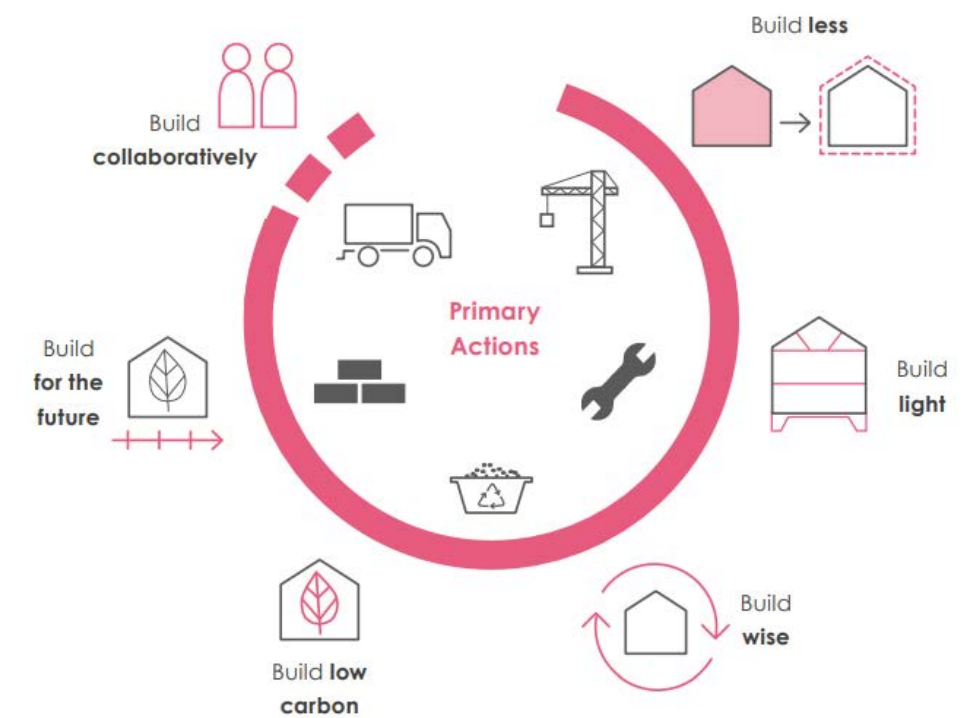 Build less
Build
collaboratively
Primary
Actions
Build
for the
future
Build
light
Build low
carbon
Build
wise